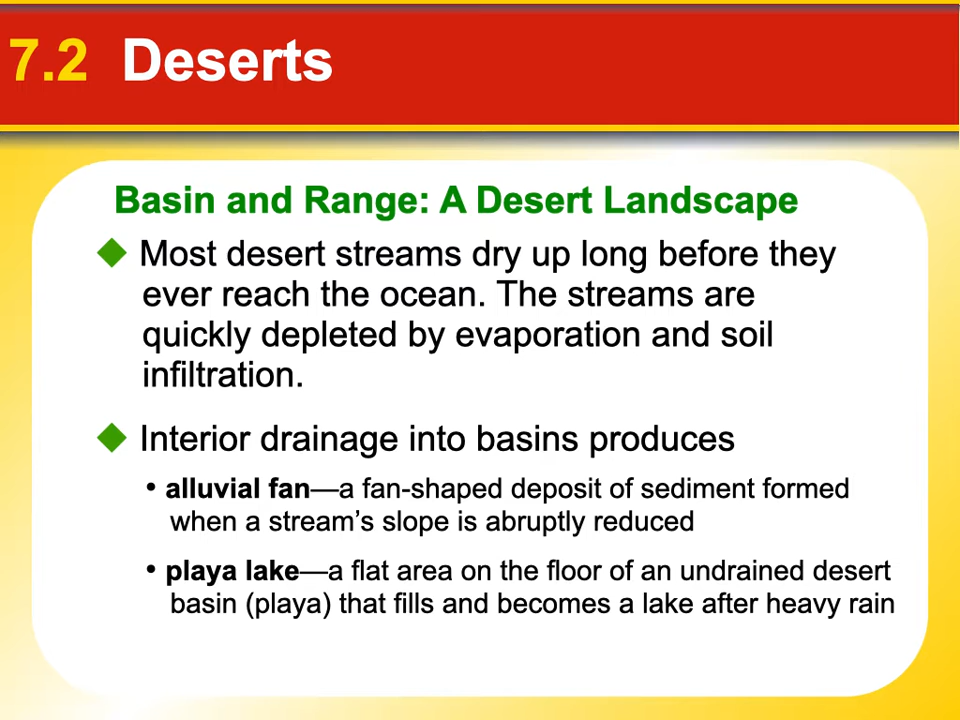 7.2 Deserts
Basin and Range: A Desert Landscape
Most desert streams dry up long before they
ever reach the ocean. The streams are
quickly depleted by evaporation and soil
infiltration.
Interior drainage into basins produces
• alluvial fan—a fan-shaped deposit of sediment formed
when a stream’s slope is abruptly reduced
• playa lake—a flat area on the floor of an undrained desert
basin (playa) that fills and becomes a lake after heavy rain